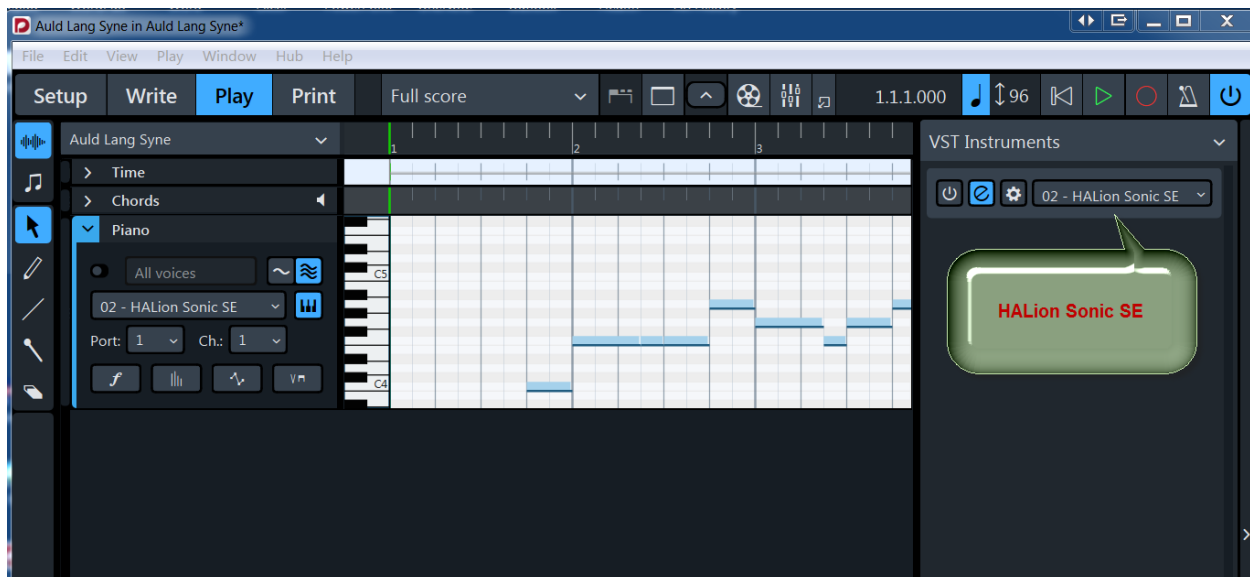 Auld Lang Syne in Auld Lang Syne*
File Edit View Play Window Hub Help
Setup Write Play Print Full score 1.1.1.000 96
Auld Lang Syne
1 2 3
VST Instruments
Time
Chords
02 - HALion Sonic SE
Piano
All voices
C5
02 - HALion Sonic SE
HALion Sonic SE
Port: 1 Ch.: 1
C4